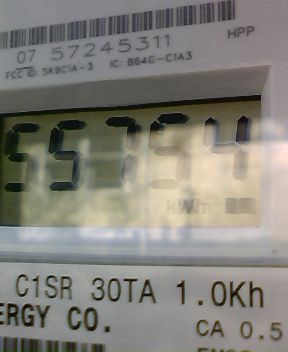 HPP
07 57245311
FCC ID: SK9C1A-3 IC: 864G-C1A3
55754
kWh
C1SR 30TA 1.0Kh
ERGY CO.
CA 0.5